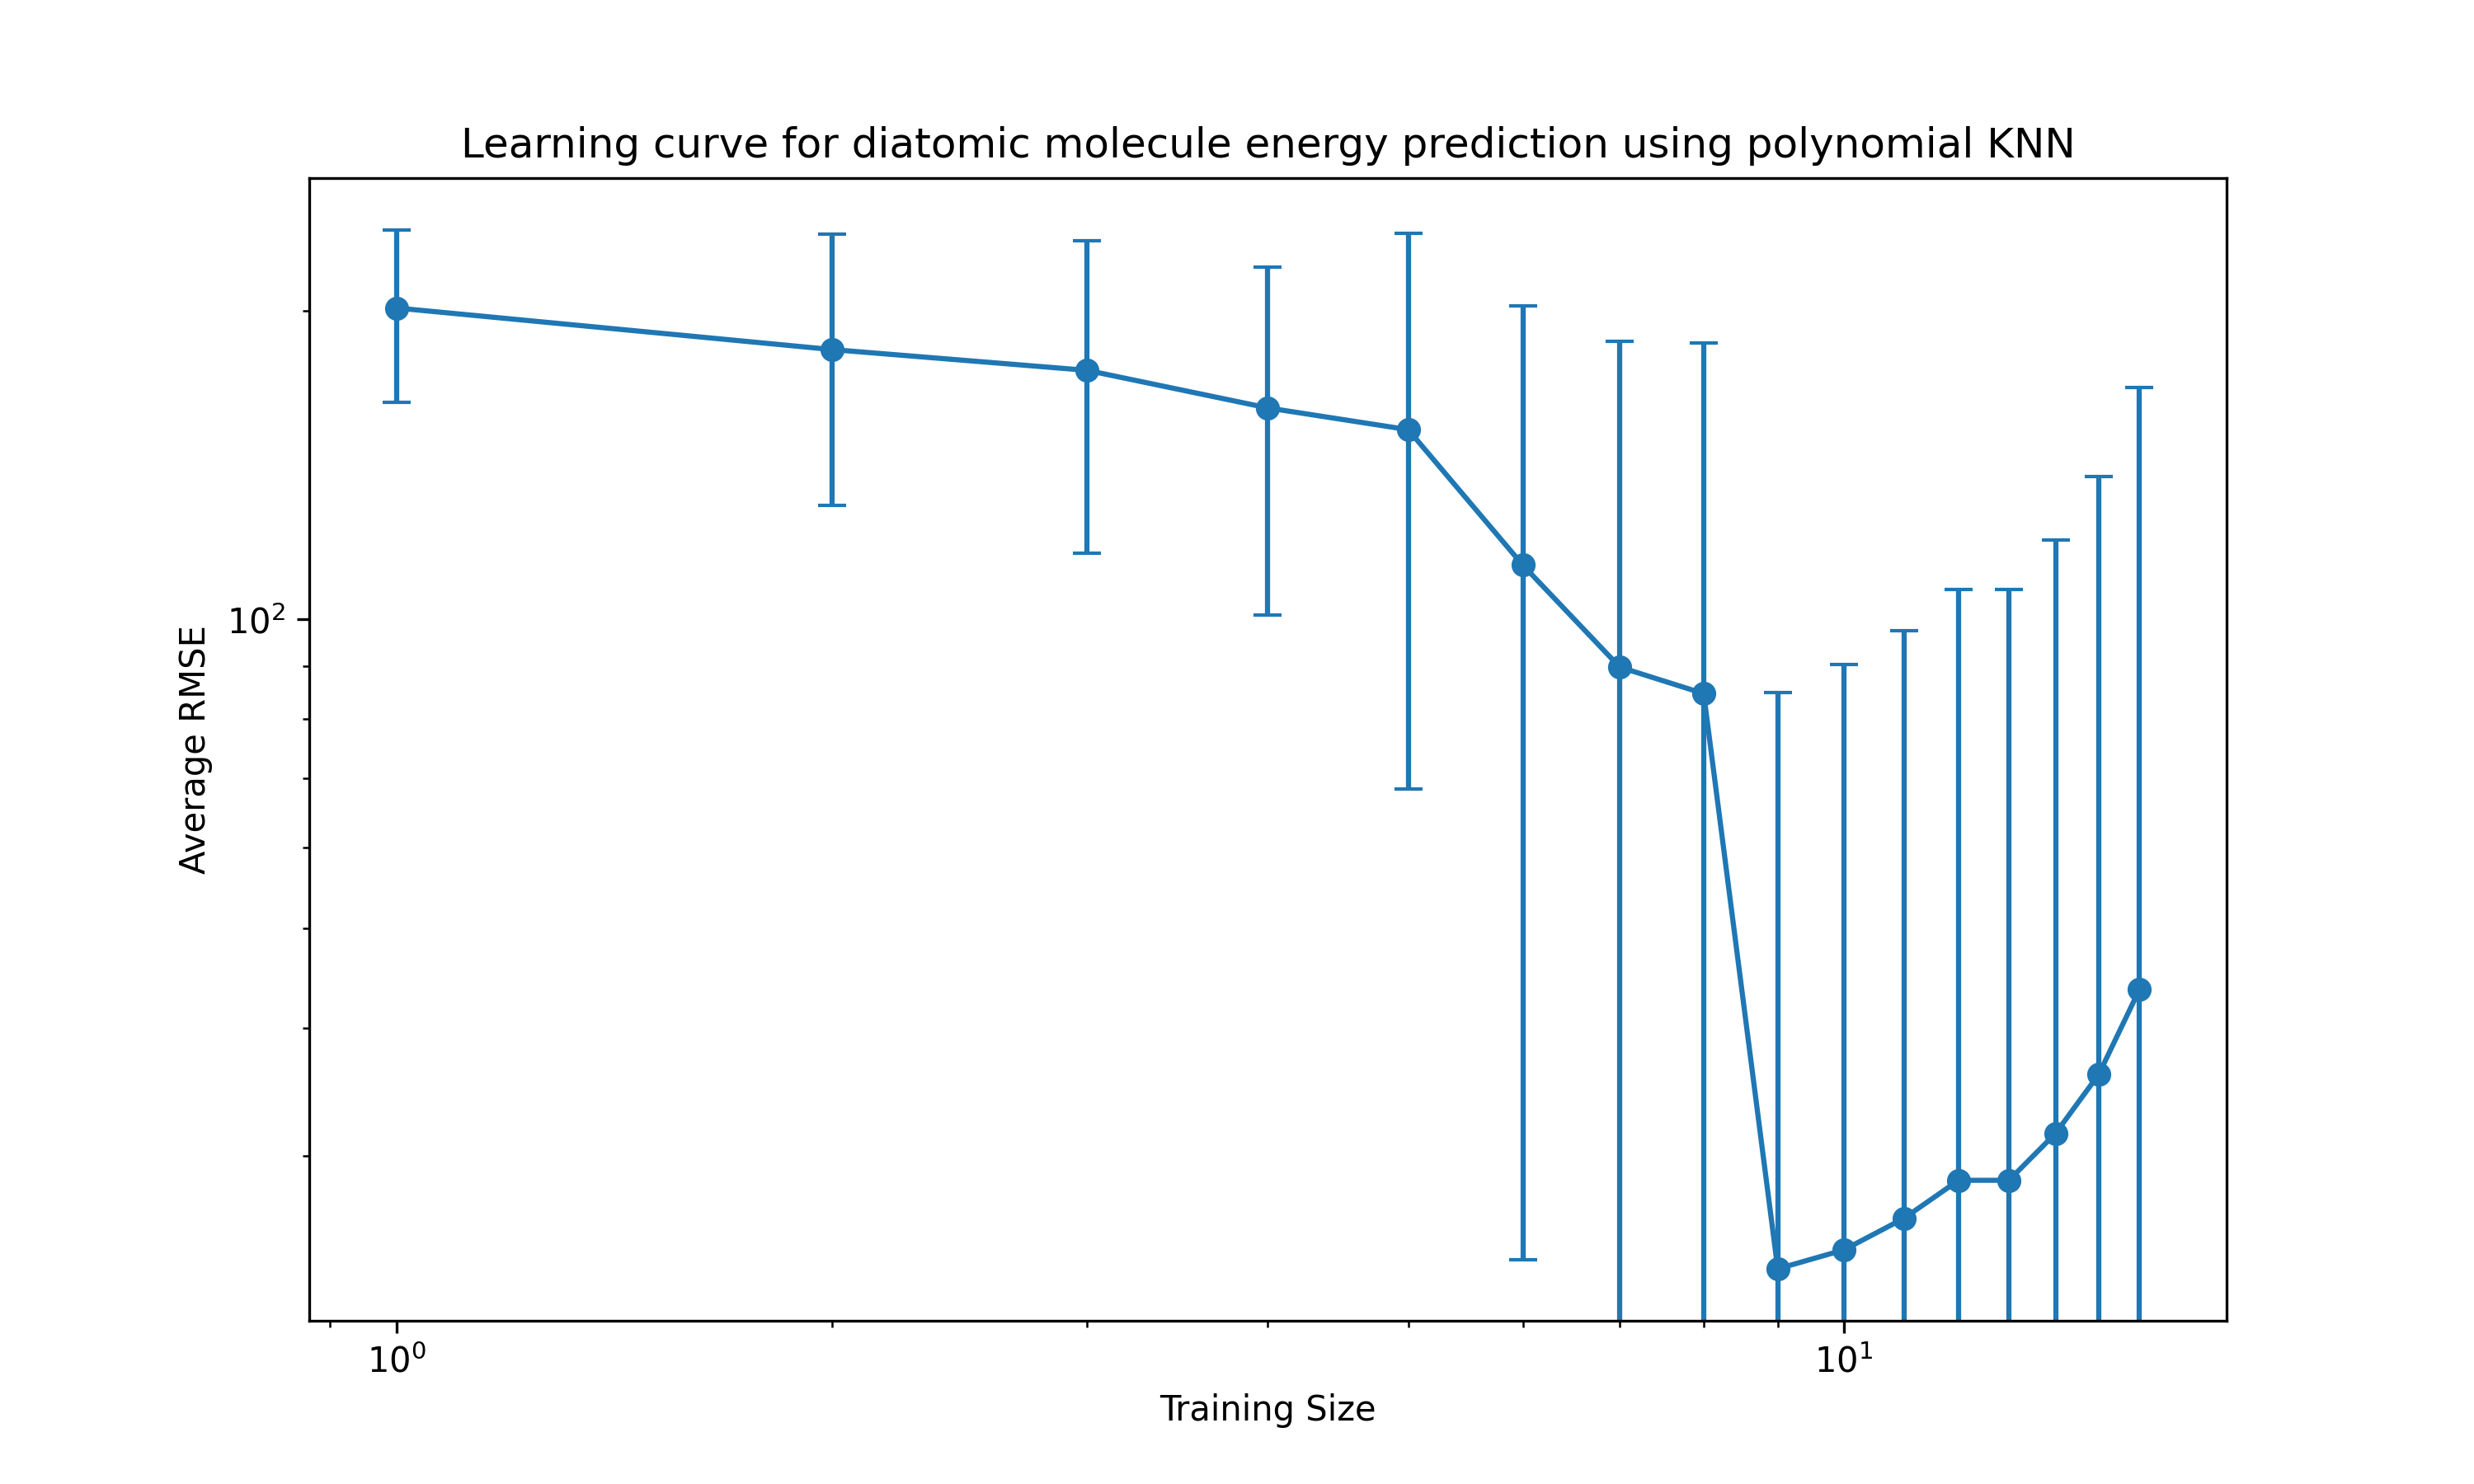 Learning curve for diatomic molecule energy prediction using polynomial KNN
Average RMSE
10²
10⁰
10¹
Training Size